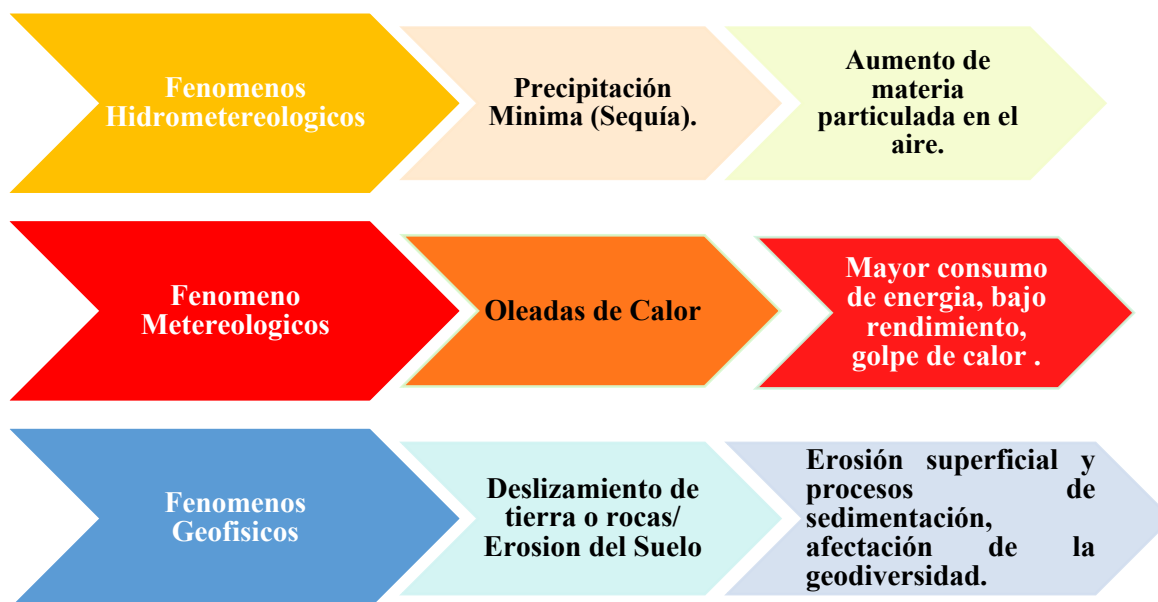 Fenomenos
Hidrometereologicos
Precipitación
Minima (Sequía).
Aumento de
materia
particulada en el
aire.
Fenomeno
Metereologicos
Oleadas de Calor
Mayor consumo
de energia, bajo
rendimiento,
golpe de calor .
Fenomenos
Geofisicos
Deslizamiento de
tierra o rocas/
Erosion del Suelo
Erosión superficial y
procesos de
sedimentación,
afectación de la
geodiversidad.